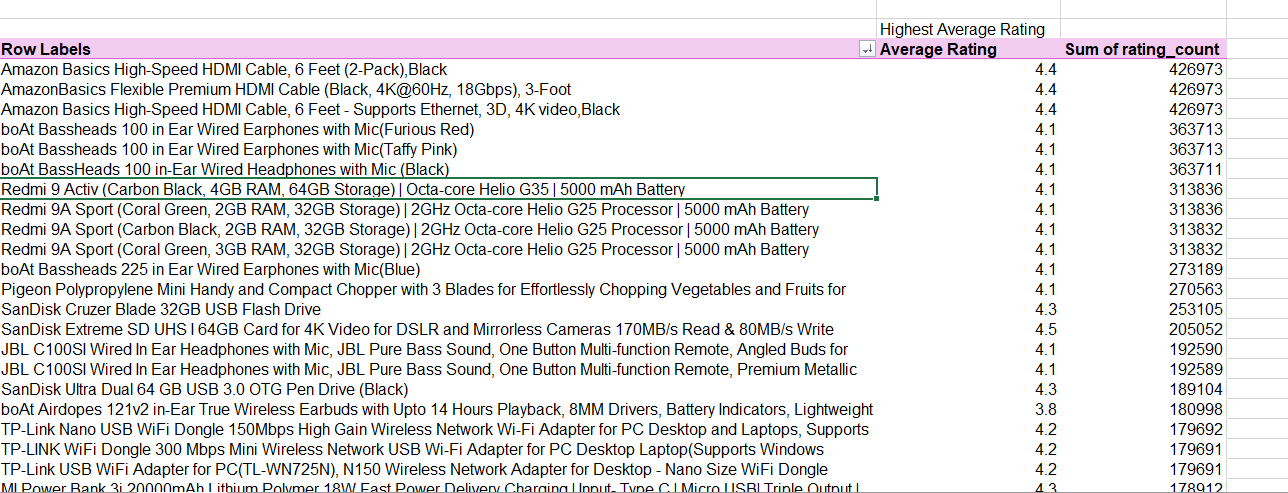 Highest Average Rating
Row Labels Average Rating Sum of rating_count
Amazon Basics High-Speed HDMI Cable, 6 Feet (2-Pack),Black 4.4 426973
AmazonBasics Flexible Premium HDMI Cable (Black, 4K@60Hz, 18Gbps), 3-Foot 4.4 426973
Amazon Basics High-Speed HDMI Cable, 6 Feet - Supports Ethernet, 3D, 4K video,Black 4.4 426973
boAt Bassheads 100 in Ear Wired Earphones with Mic(Furious Red) 4.1 363713
boAt Bassheads 100 in Ear Wired Earphones with Mic(Taffy Pink) 4.1 363713
boAt BassHeads 100 in-Ear Wired Headphones with Mic (Black) 4.1 363711
Redmi 9 Activ (Carbon Black, 4GB RAM, 64GB Storage) | Octa-core Helio G35 | 5000 mAh Battery 4.1 313836
Redmi 9A Sport (Coral Green, 2GB RAM, 32GB Storage) | 2GHz Octa-core Helio G25 Processor | 5000 mAh Battery 4.1 313836
Redmi 9A Sport (Carbon Black, 2GB RAM, 32GB Storage) | 2GHz Octa-core Helio G25 Processor | 5000 mAh Battery 4.1 313832
Redmi 9A Sport (Coral Green, 3GB RAM, 32GB Storage) | 2GHz Octa-core Helio G25 Processor | 5000 mAh Battery 4.1 313832
boAt Bassheads 225 in Ear Wired Earphones with Mic(Blue) 4.1 273189
Pigeon Polypropylene Mini Handy and Compact Chopper with 3 Blades for Effortlessly Chopping Vegetables and Fruits for 4.1 270563
SanDisk Cruzer Blade 32GB USB Flash Drive 4.3 253105
SanDisk Extreme SD UHS I 64GB Card for 4K Video for DSLR and Mirrorless Cameras 170MB/s Read & 80MB/s Write 4.5 205052
JBL C100SI Wired In Ear Headphones with Mic, JBL Pure Bass Sound, One Button Multi-function Remote, Angled Buds for 4.1 192590
JBL C100SI Wired In Ear Headphones with Mic, JBL Pure Bass Sound, One Button Multi-function Remote, Premium Metallic 4.1 192589
SanDisk Ultra Dual 64 GB USB 3.0 OTG Pen Drive (Black) 4.3 189104
boAt Airdopes 121v2 in-Ear True Wireless Earbuds with Upto 14 Hours Playback, 8MM Drivers, Battery Indicators, Lightweight 3.8 180998
TP-Link Nano USB WiFi Dongle 150Mbps High Gain Wireless Network Wi-Fi Adapter for PC Desktop and Laptops, Supports 4.2 179692
TP-LINK WiFi Dongle 300 Mbps Mini Wireless Network USB Wi-Fi Adapter for PC Desktop Laptop(Supports Windows 4.2 179691
TP-Link USB WiFi Adapter for PC(TL-WN725N), N150 Wireless Network Adapter for Desktop - Nano Size WiFi Dongle 4.2 179691
MI Power Bank 3i 20000mAh Lithium Polymer 18W Fast Power Delivery Charging | Input- Type C | Micro USB| Triple Output | 4.3 178912